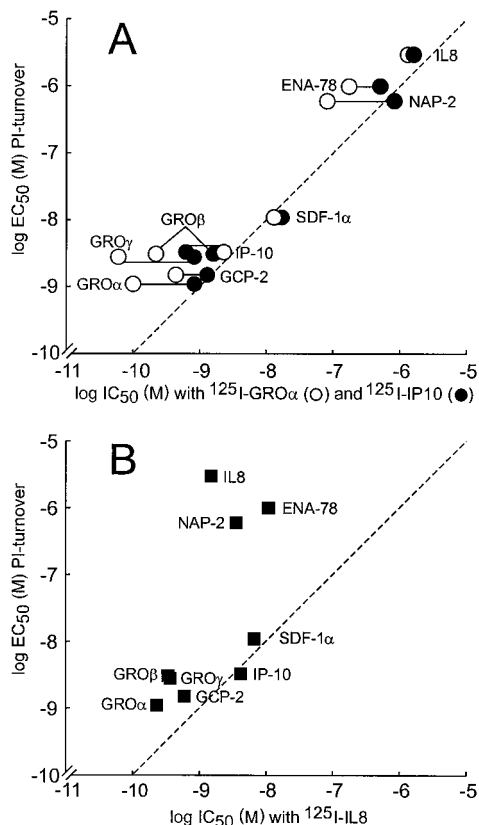 A
-5
-6
-7
-8
-9
-10
log EC50 (M) PI-turnover
IL8
ENA-78
NAP-2
SDF-1α
GROβ
GROγ
IP-10
GCP-2
GROα
-11 -10 -9 -8 -7 -6 -5
log IC50 (M) with 125I-GROα (○) and 125I-IP10 (●)
B
-5
-6
-7
-8
-9
-10
log EC50 (M) PI-turnover
IL8
ENA-78
NAP-2
SDF-1α
GROβ
GROγ
IP-10
GCP-2
GROα
-11 -10 -9 -8 -7 -6 -5
log IC50 (M) with 125I-IL8